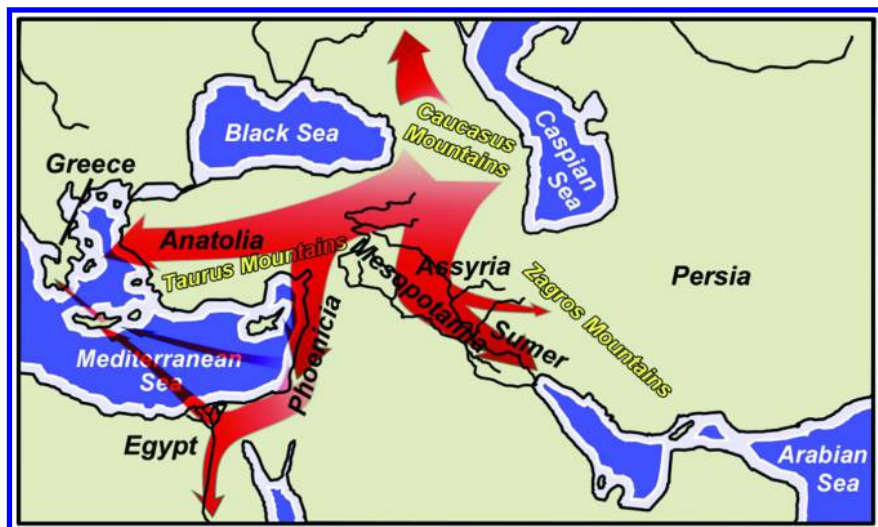 Caucasus
Mountains
Black Sea
Caspian
Sea
Greece
Anatolia
Taurus Mountains
Mesopotamia
Assyria
Zagros Mountains
Persia
Sumer
Phoenicia
Mediterranean
Sea
Egypt
Arabian
Sea